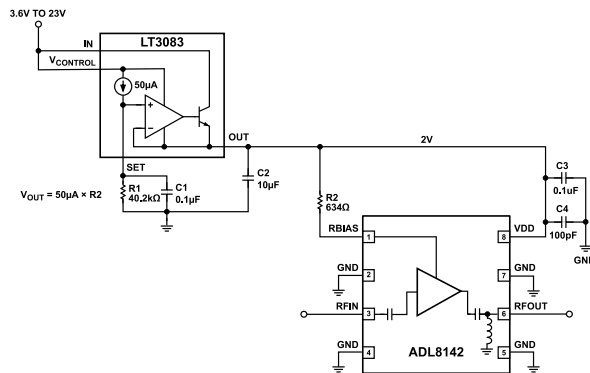 3.6V TO 23V
LT3083
IN
VCONTROL
50µA
+
–
OUT
2V
SET
VOUT = 50µA × R2
R1
40.2kΩ
C1
0.1µF
C2
10µF
R2
634Ω
C3
0.1uF
C4
100pF
GND
RBIAS
1
8
VDD
GND
2
7
GND
RFIN
3
6
RFOUT
GND
4
5
GND
ADL8142